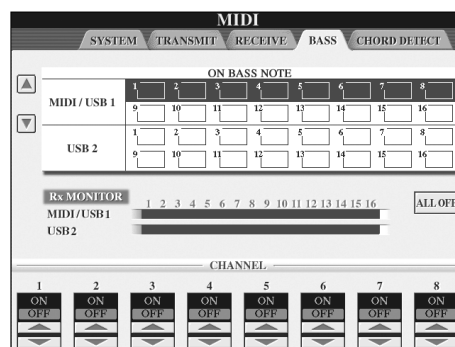 MIDI
SYSTEM TRANSMIT RECEIVE BASS CHORD DETECT
ON BASS NOTE
MIDI / USB 1
1 2 3 4 5 6 7 8
9 10 11 12 13 14 15 16
USB 2
1 2 3 4 5 6 7 8
9 10 11 12 13 14 15 16
Rx MONITOR
1 2 3 4 5 6 7 8 9 10 11 12 13 14 15 16
MIDI / USB 1
USB 2
ALL OFF
CHANNEL
1 2 3 4 5 6 7 8
ON ON ON ON ON ON ON ON
OFF OFF OFF OFF OFF OFF OFF OFF